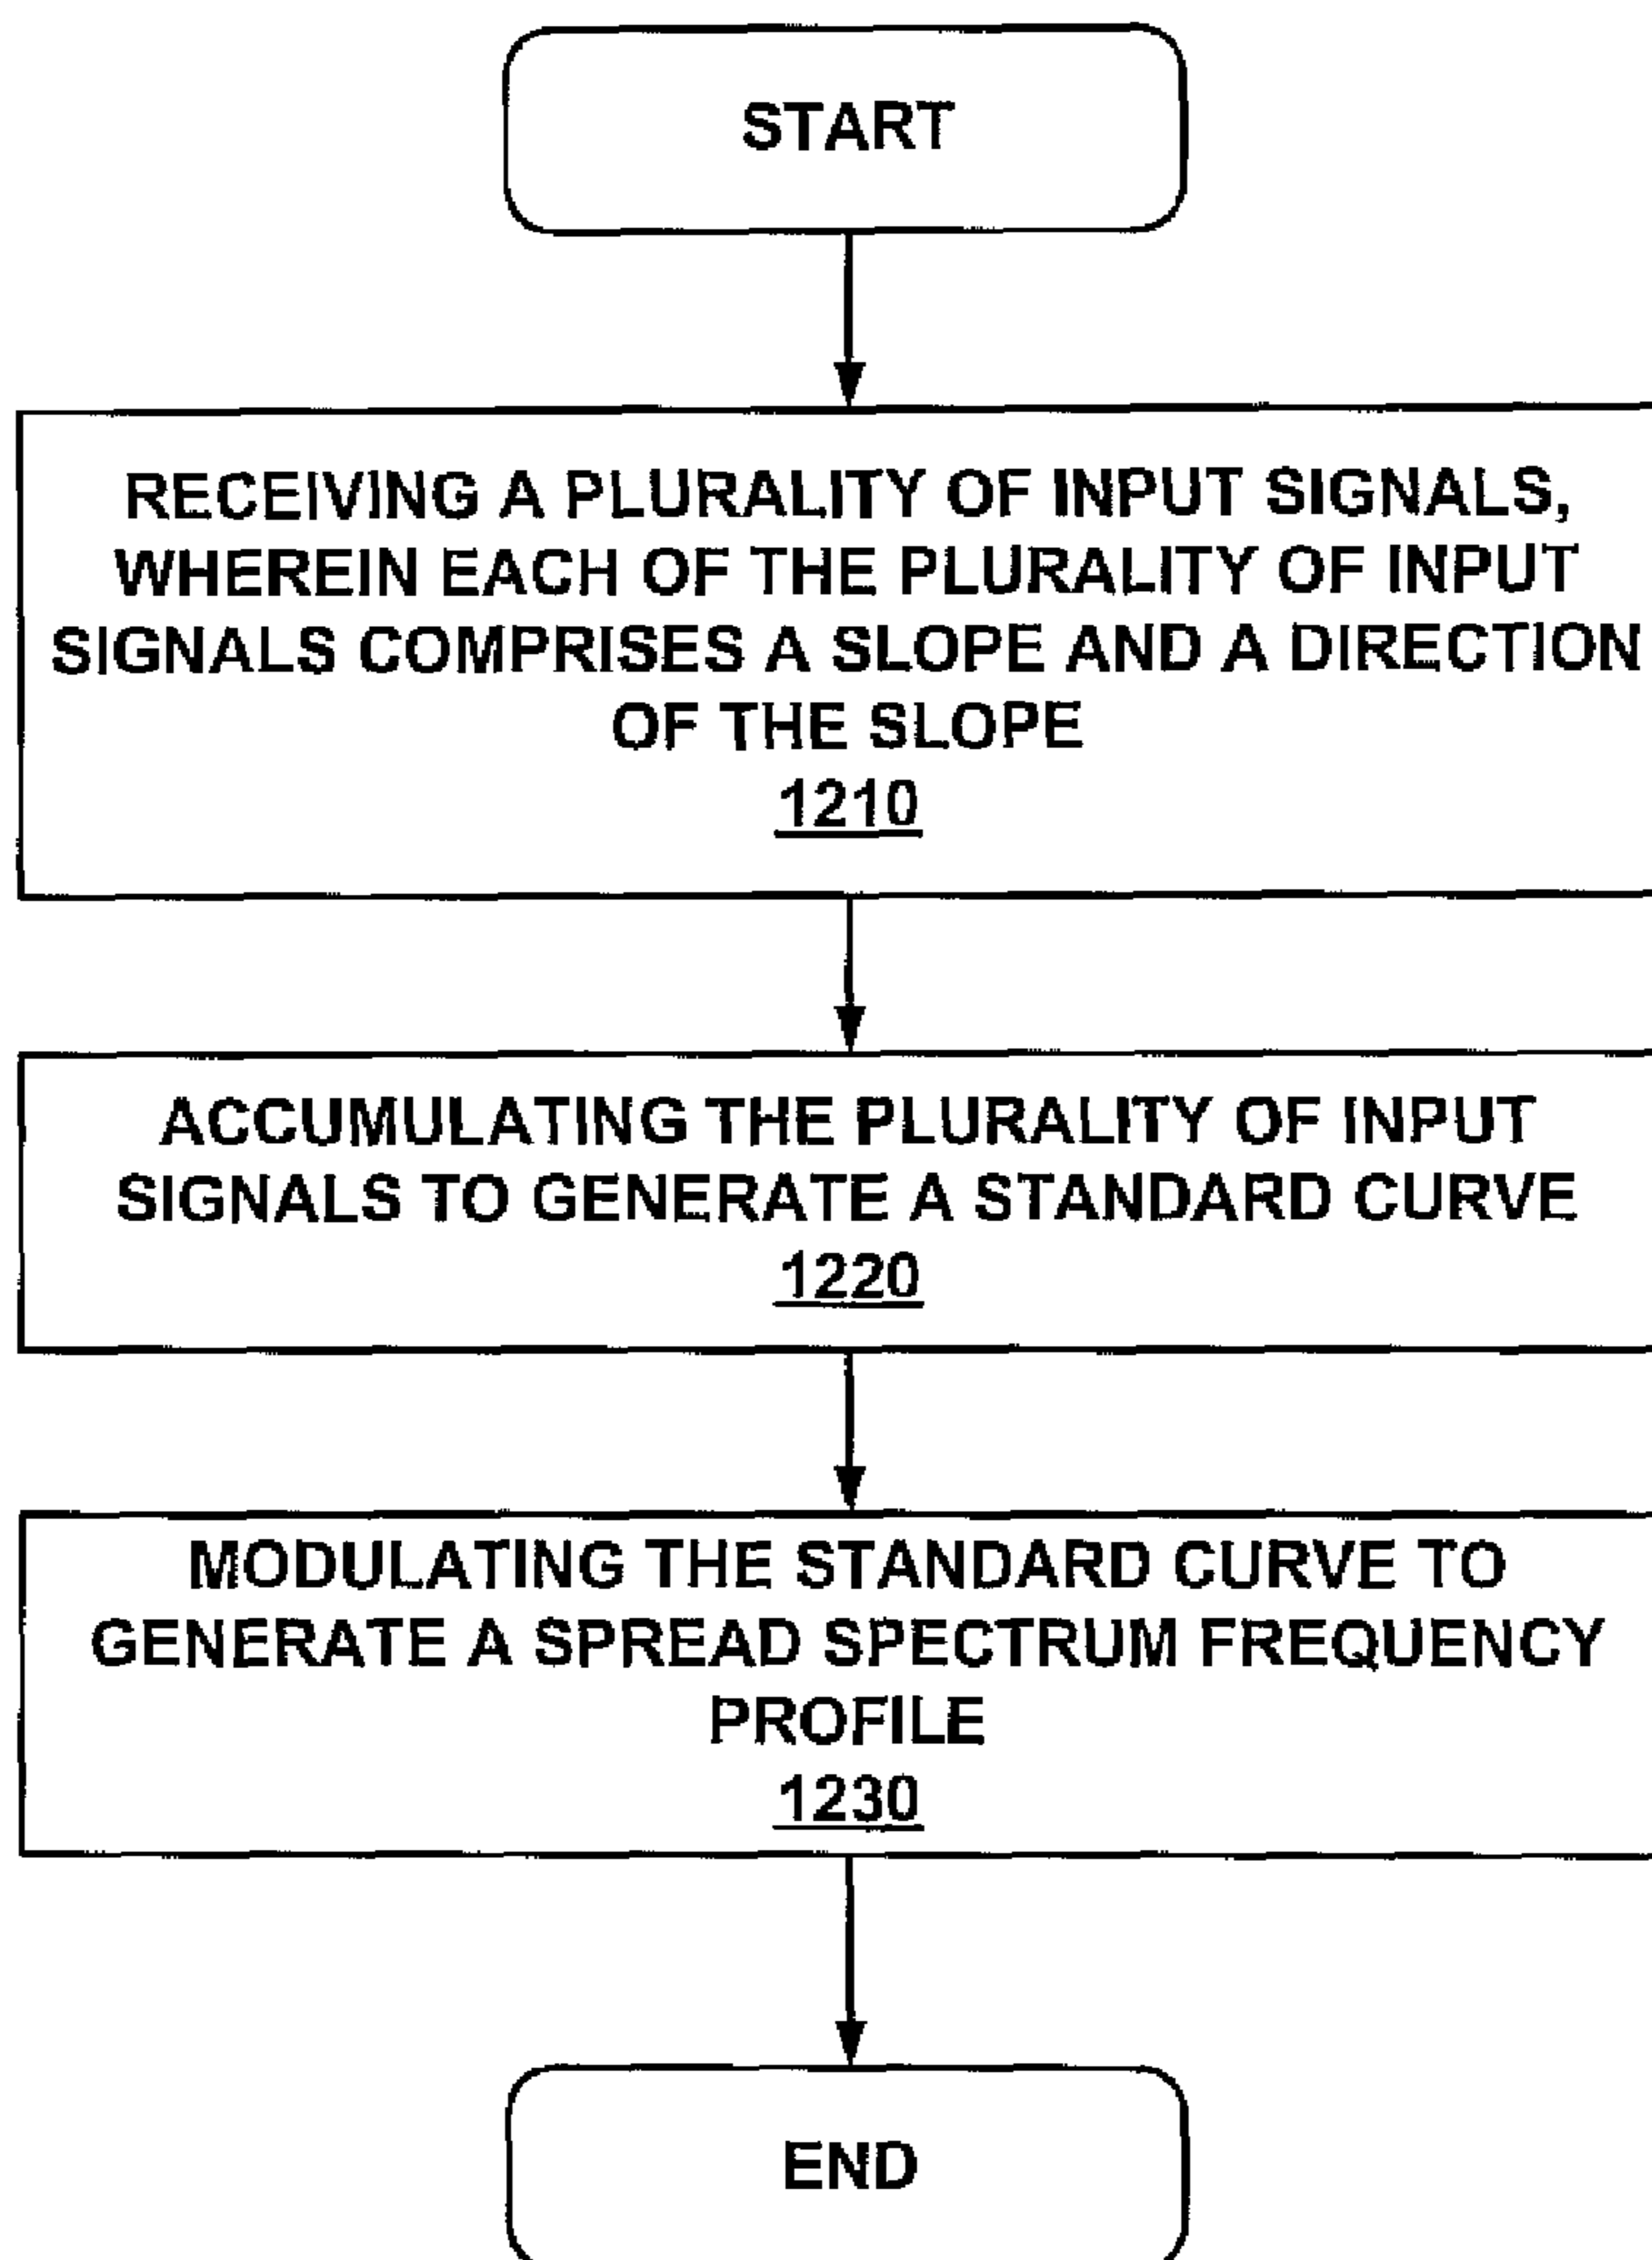 START
RECEIVING A PLURALITY OF INPUT SIGNALS,
WHEREIN EACH OF THE PLURALITY OF INPUT
SIGNALS COMPRISES A SLOPE AND A DIRECTION
OF THE SLOPE
1210
ACCUMULATING THE PLURALITY OF INPUT
SIGNALS TO GENERATE A STANDARD CURVE
1220
MODULATING THE STANDARD CURVE TO
GENERATE A SPREAD SPECTRUM FREQUENCY
PROFILE
1230
END